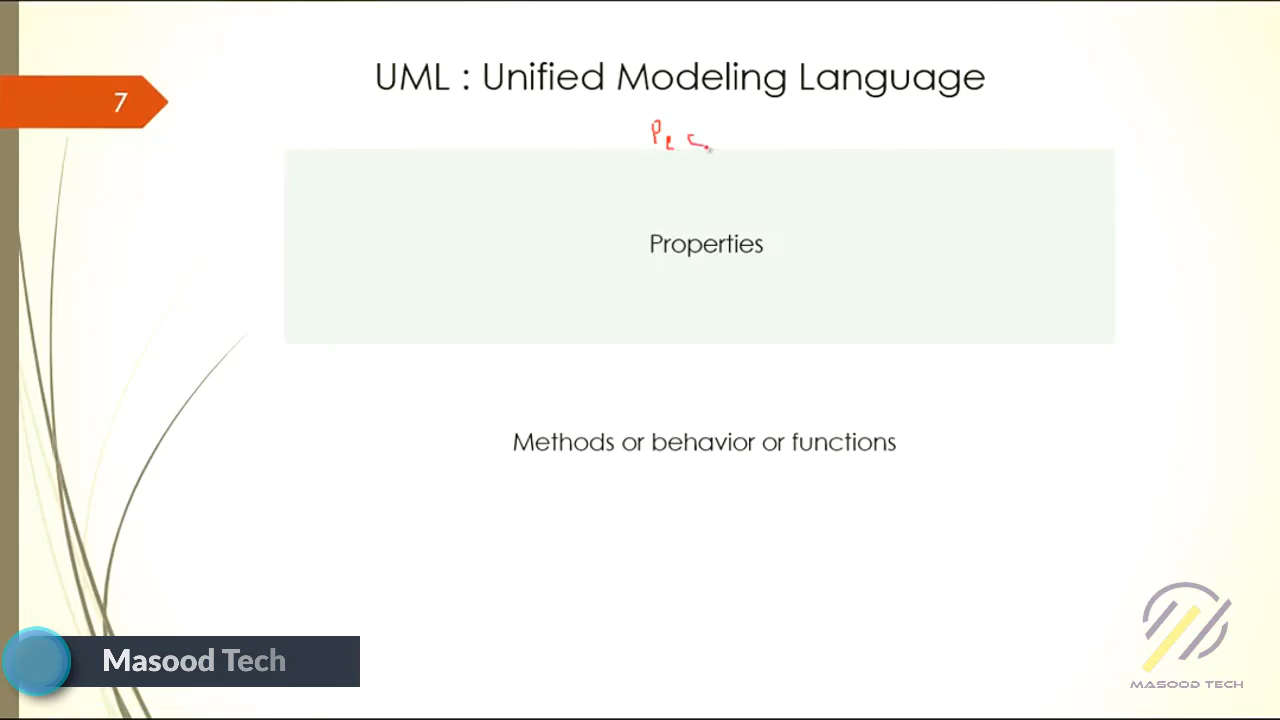 7
UML : Unified Modeling Language
Properties
Methods or behavior or functions
Masood Tech
MASOOD TECH